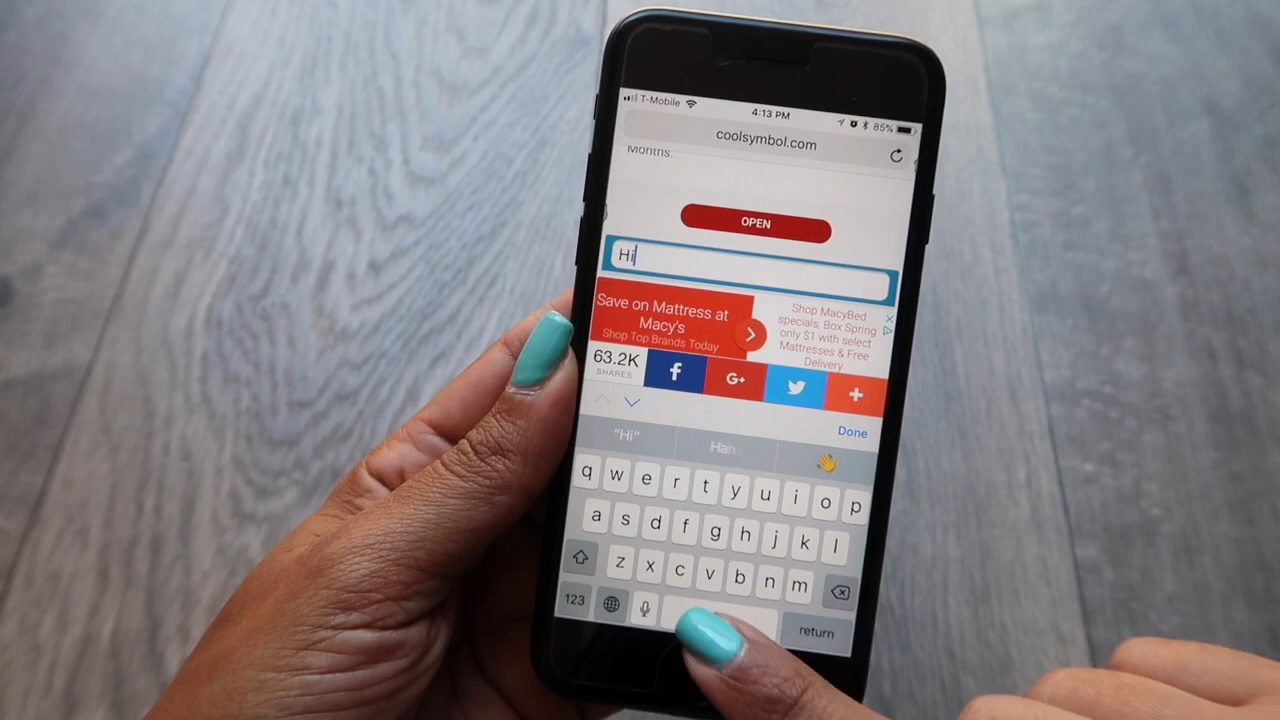 T-Mobile 4:13 PM 85%
coolsymbol.com
Months.
OPEN
Hi
Save on Mattress at
Macy's
Shop Top Brands Today
Shop MacyBed
specials, Box Spring
only $1 with select
Mattresses & Free
Delivery
63.2K
SHARES
f G+ +
Done
"Hi" 👋
q w e r t y u i o p
a s d f g h j k l
z x c v b n m
123 return